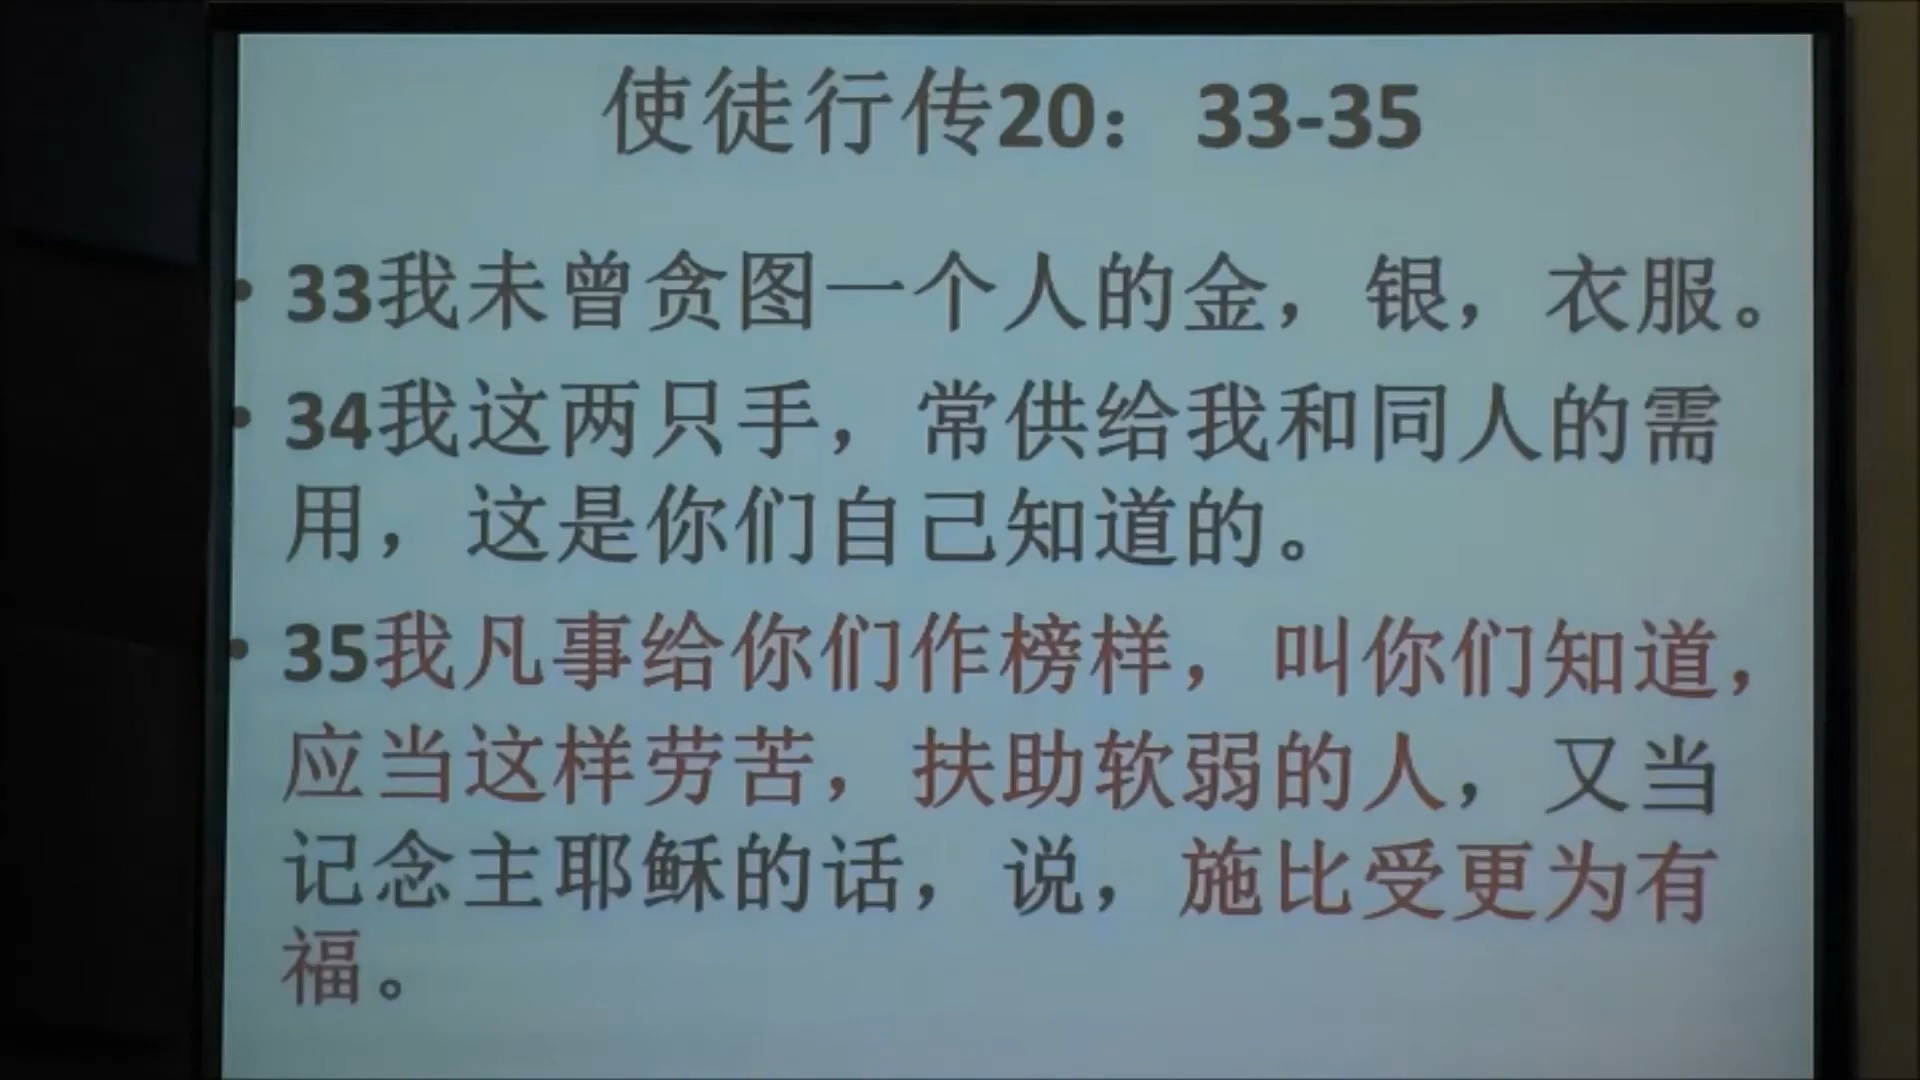 使徒行传20：33-35
• 33我未曾贪图一个人的金，银，衣服。
• 34我这两只手，常供给我和同人的需
用，这是你们自己知道的。
• 35我凡事给你们作榜样，叫你们知道，
应当这样劳苦，扶助软弱的人，又当
记念主耶稣的话，说，施比受更为有
福。